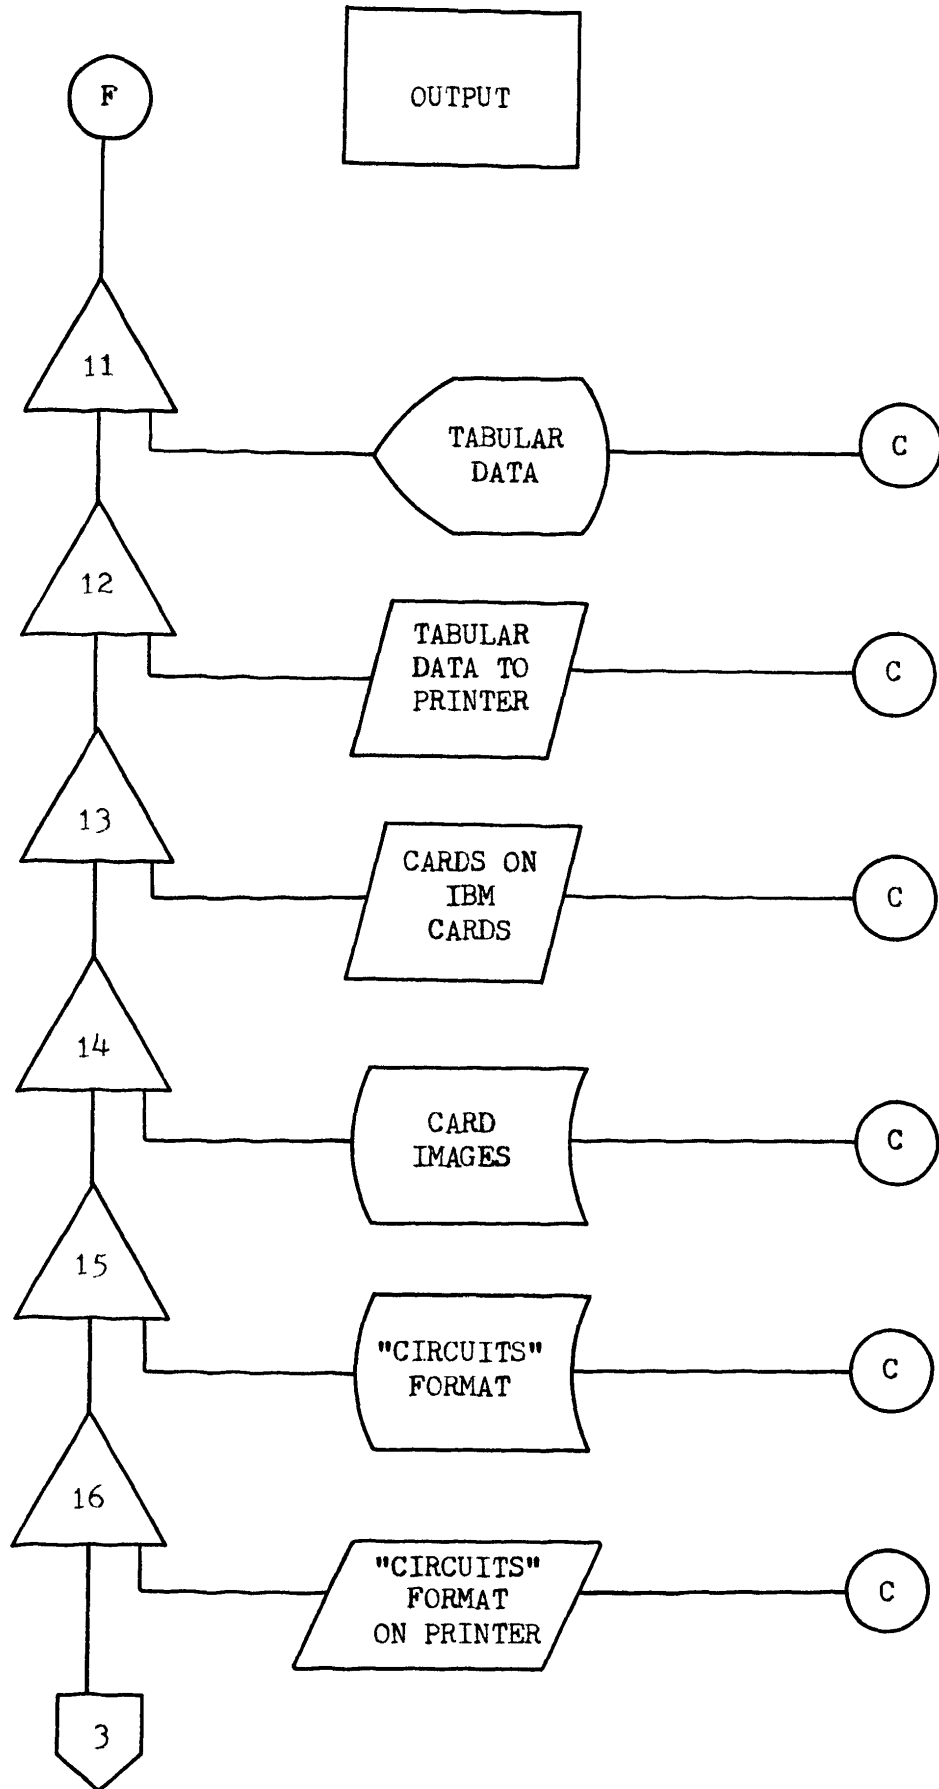 OUTPUT
F
11
TABULAR
DATA
C
12
TABULAR
DATA TO
PRINTER
C
13
CARDS ON
IBM
CARDS
C
14
CARD
IMAGES
C
15
"CIRCUITS"
FORMAT
C
16
"CIRCUITS"
FORMAT
ON PRINTER
C
3